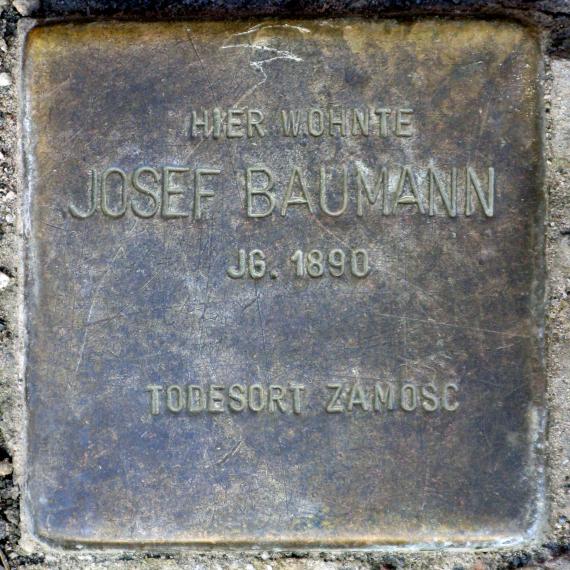 HIER WOHNTE
JOSEF BAUMANN
JG. 1890
TODESORT ZAMOSC